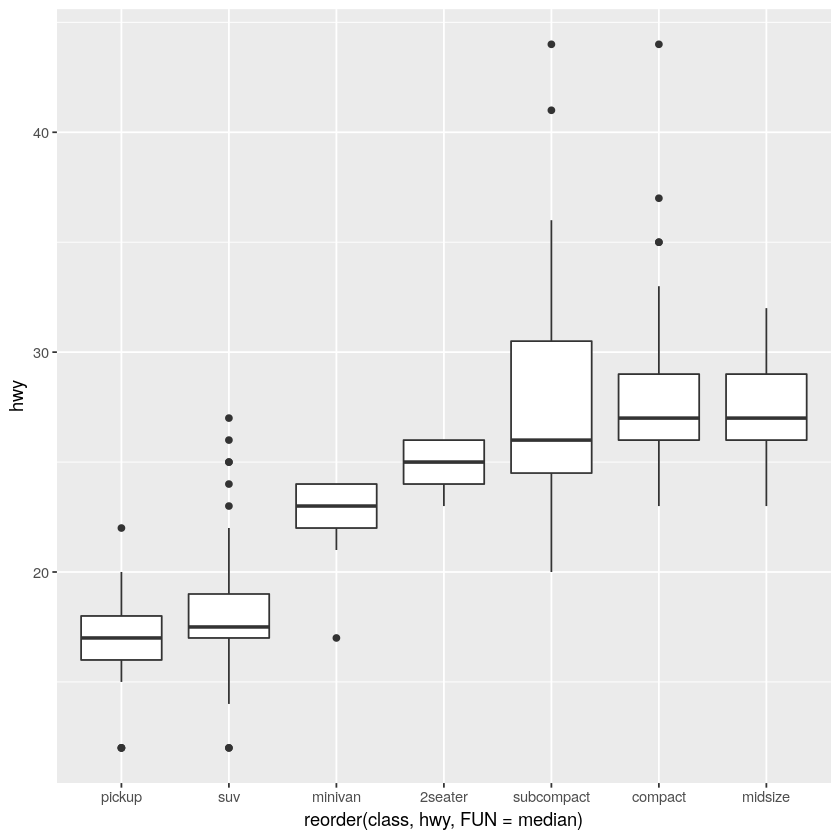 hwy
40
30
20
pickup suv minivan 2seater subcompact compact midsize
reorder(class, hwy, FUN = median)